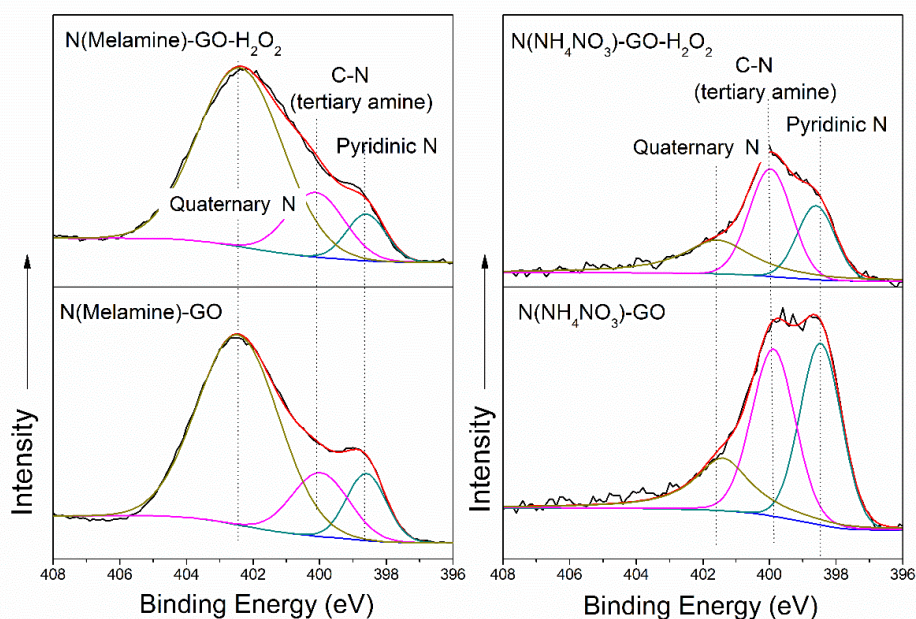 N(Melamine)-GO-H₂O₂
C-N
(tertiary amine)
Pyridinic N
Quaternary N
N(Melamine)-GO
Intensity
408 406 404 402 400 398 396
Binding Energy (eV)
N(NH₄NO₃)-GO-H₂O₂
C-N
(tertiary amine)
Pyridinic N
Quaternary N
N(NH₄NO₃)-GO
Intensity
408 406 404 402 400 398 396
Binding Energy (eV)